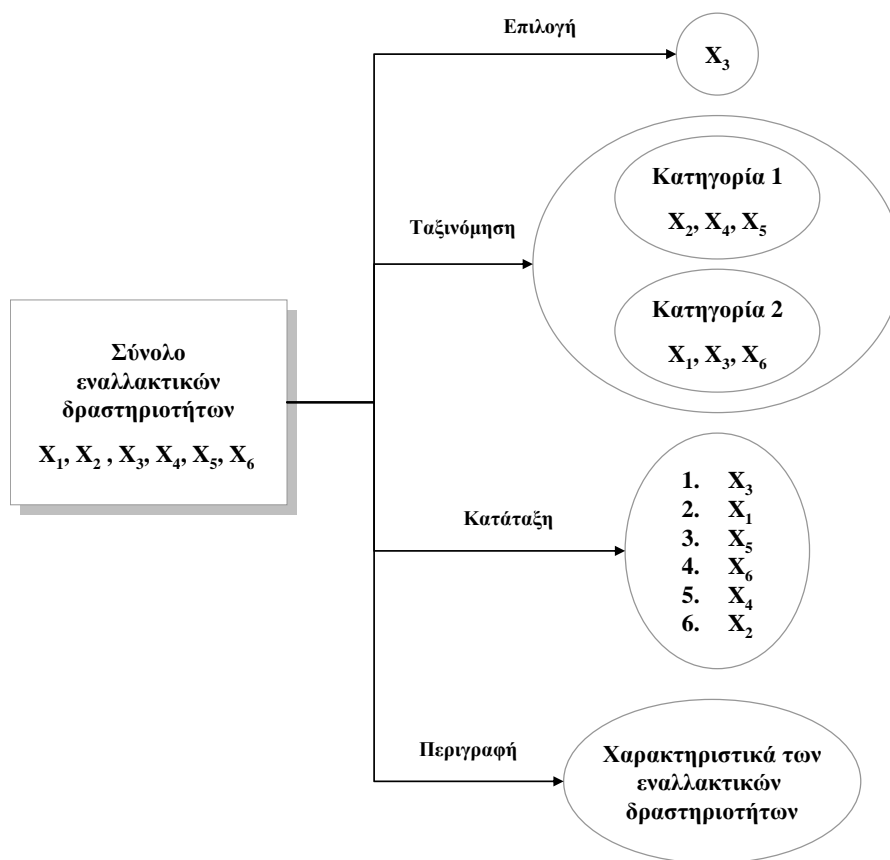 Επιλογή
X₃
Κατηγορία 1
X₂, X₄, X₅
Ταξινόμηση
Κατηγορία 2
X₁, X₃, X₆
Σύνολο
εναλλακτικών
δραστηριοτήτων
X₁, X₂ , X₃, X₄, X₅, X₆
Κατάταξη
1. X₃
2. X₁
3. X₅
4. X₆
5. X₄
6. X₂
Περιγραφή
Χαρακτηριστικά των
εναλλακτικών
δραστηριοτήτων